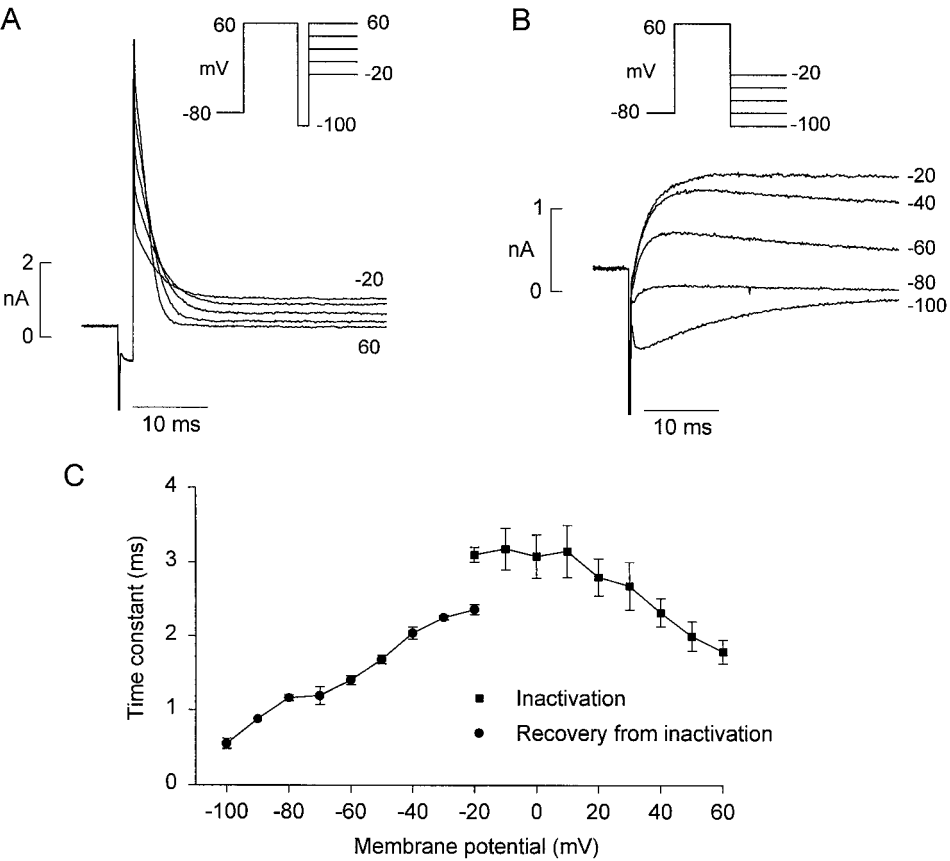 A
60
mV
-80
60
-20
-100
2
nA
0
-20
60
10 ms
B
60
mV
-80
-20
-100
1
nA
0
-20
-40
-60
-80
-100
10 ms
C
Time constant (ms)
4
3
2
1
0
Inactivation
Recovery from inactivation
-100 -80 -60 -40 -20 0 20 40 60
Membrane potential (mV)